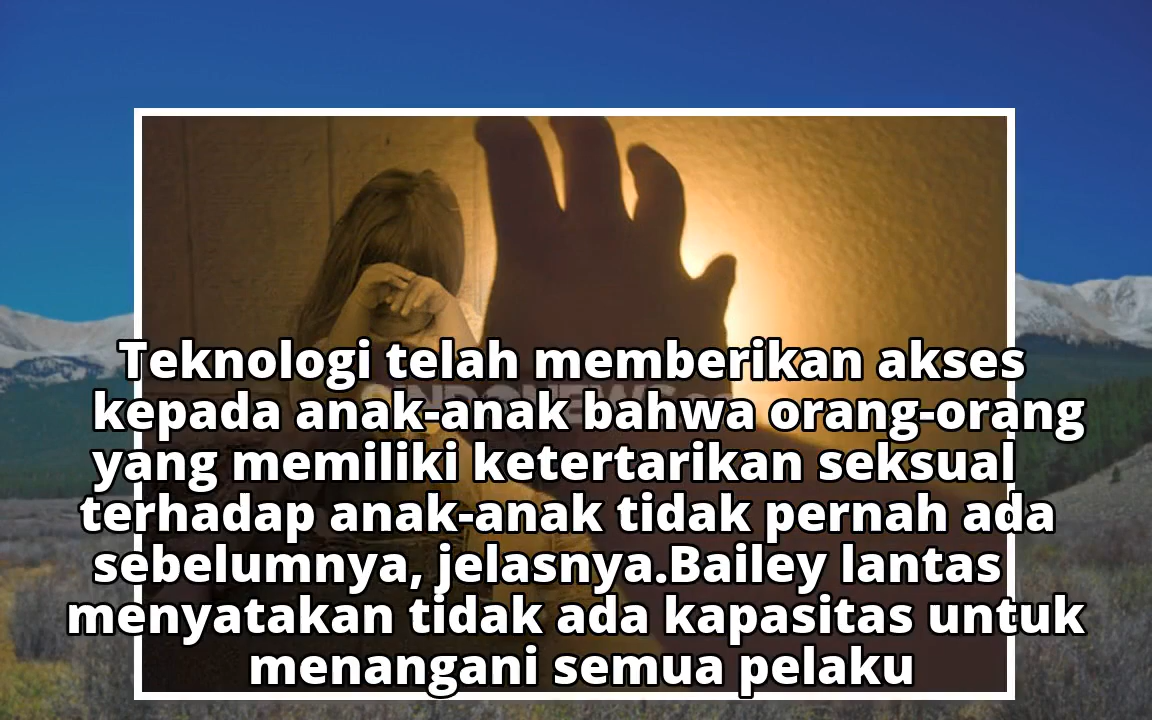 Teknologi telah memberikan akses
kepada anak-anak bahwa orang-orang
yang memiliki ketertarikan seksual
terhadap anak-anak tidak pernah ada
sebelumnya, jelasnya.Bailey lantas
menyatakan tidak ada kapasitas untuk
menangani semua pelaku